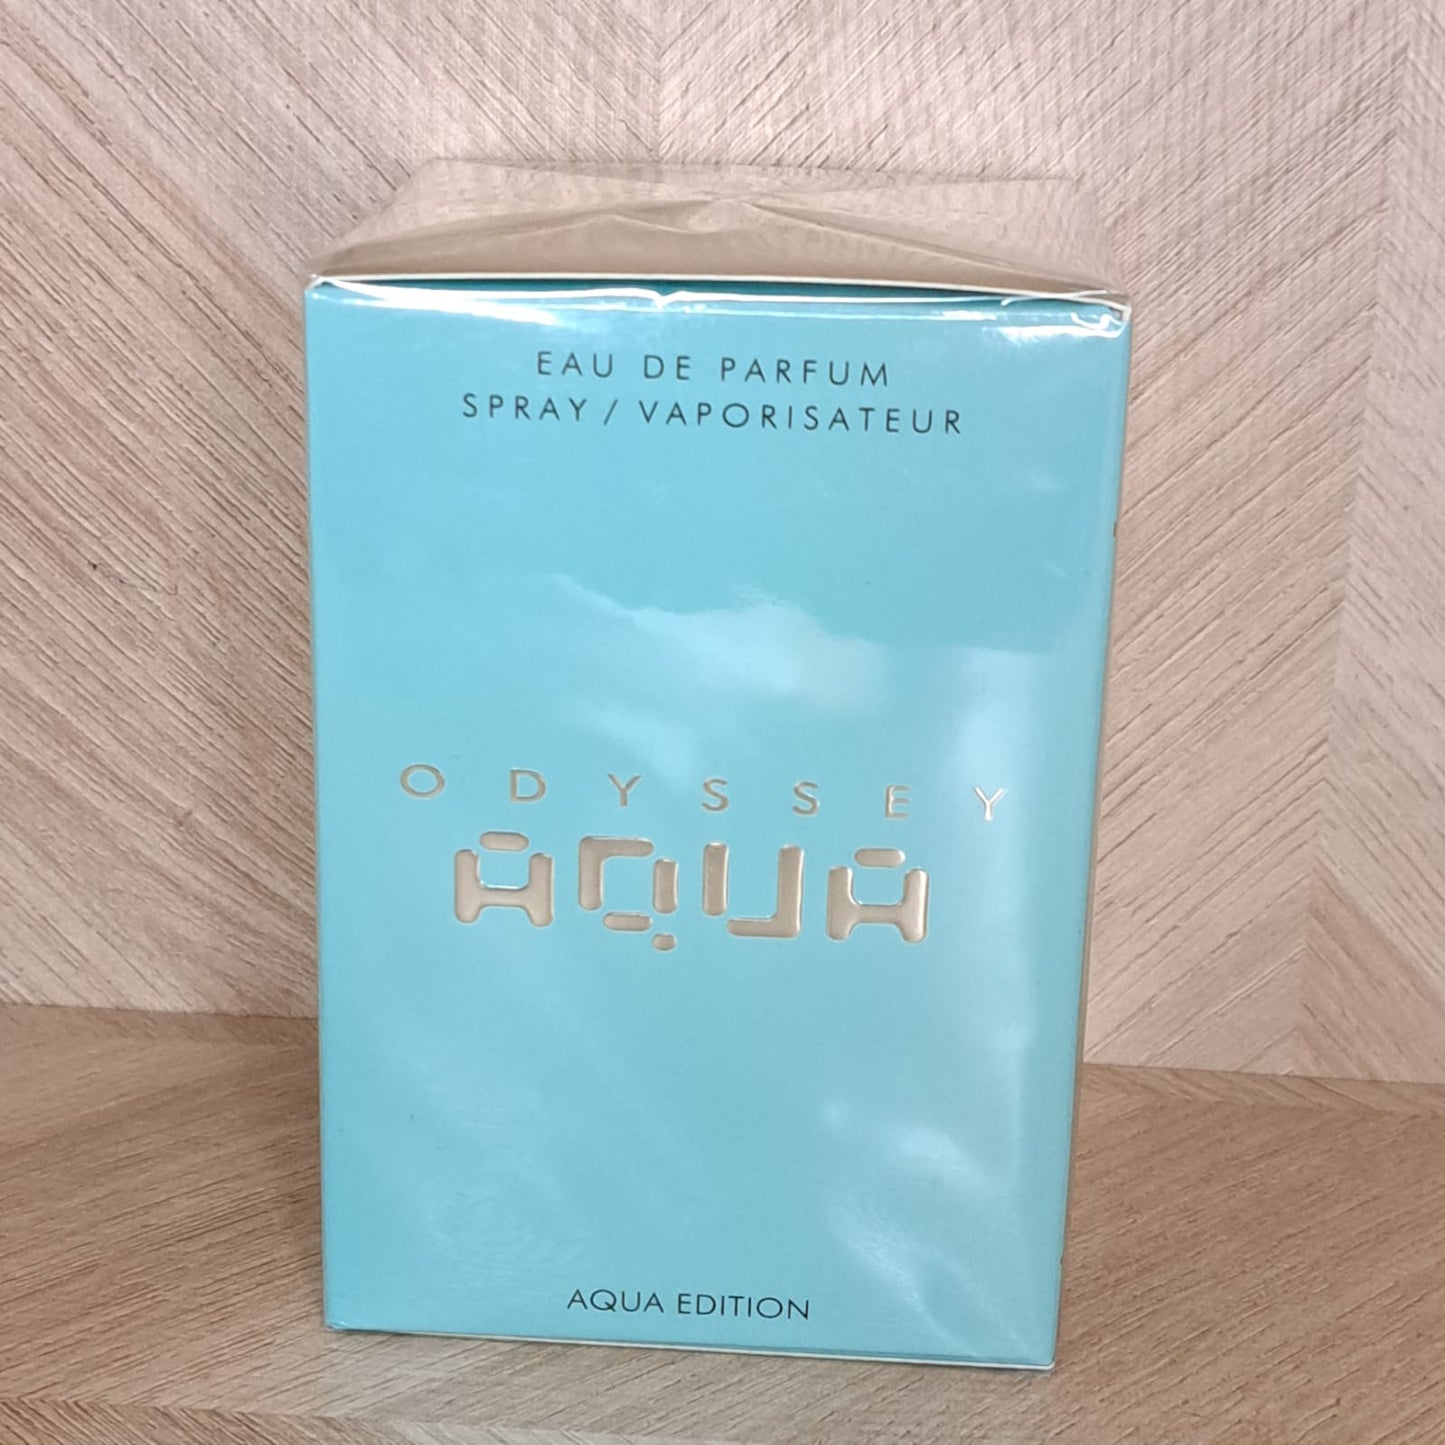 EAU DE PARFUM
SPRAY / VAPORISATEUR
ODYSSEY
AQUA
AQUA EDITION